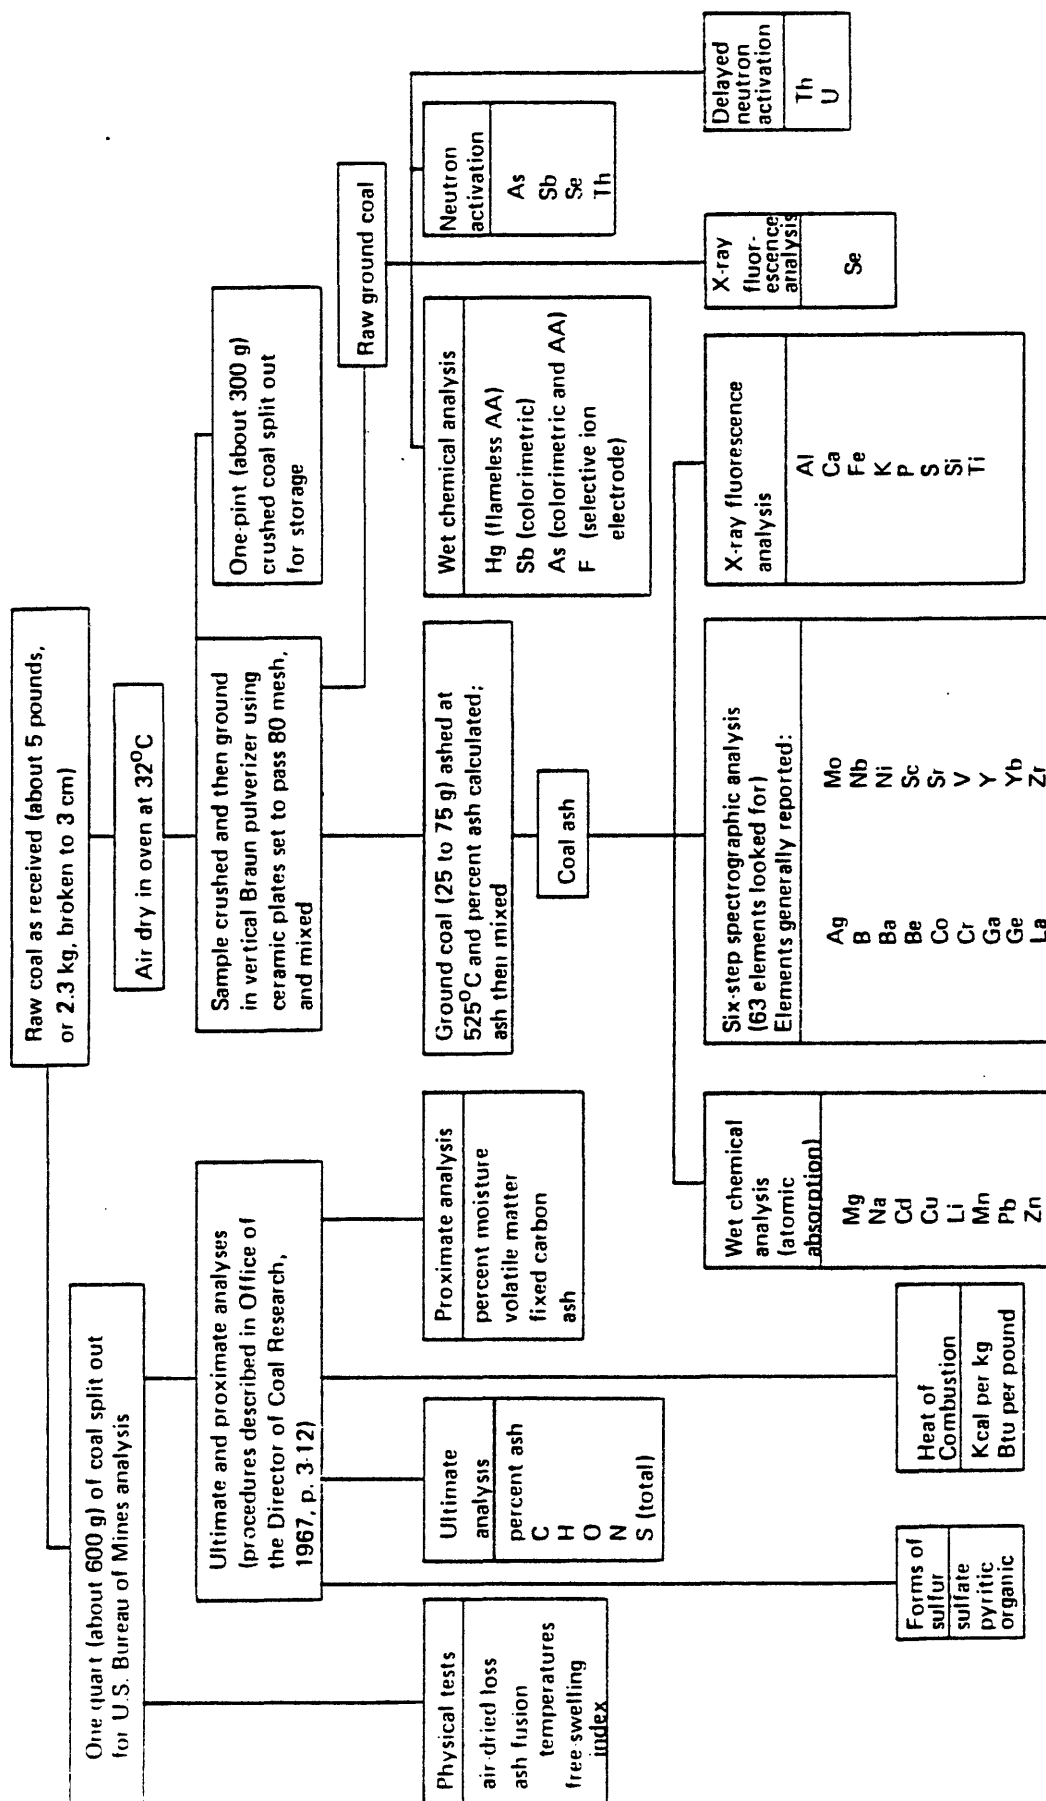 Raw coal as received (about 5 pounds,
or 2.3 kg, broken to 3 cm)
One quart (about 600 g) of coal split out
for U.S. Bureau of Mines analysis
Air dry in oven at 32°C
Ultimate and proximate analyses
(procedures described in Office of
the Director of Coal Research,
1967, p. 3-12)
Sample crushed and then ground
in vertical Braun pulverizer using
ceramic plates set to pass 80 mesh,
and mixed
One-pint (about 300 g)
crushed coal split out
for storage
Raw ground coal
Physical tests
air-dried loss
ash fusion
temperatures
free-swelling
index
Ultimate
analysis
percent ash
C
H
O
N
S (total)
Proximate analysis
percent moisture
volatile matter
fixed carbon
ash
Ground coal (25 to 75 g) ashed at
525°C and percent ash calculated;
ash then mixed
Wet chemical analysis
Hg (flameless AA)
Sb (colorimetric)
As (colorimetric and AA)
F (selective ion
electrode)
Neutron
activation
As
Sb
Se
Th
Coal ash
Forms of
sulfur
sulfate
pyritic
organic
Heat of
Combustion
Kcal per kg
Btu per pound
Wet chemical
analysis
(atomic
absorption)
Mg
Na
Cd
Cu
Li
Mn
Pb
Zn
Six-step spectrographic analysis
(63 elements looked for)
Elements generally reported:
Ag Mo
B Nb
Ba Ni
Be Sc
Co Sr
Cr V
Ga Y
Ge Yb
La Zr
X-ray fluorescence
analysis
Al
Ca
Fe
K
P
S
Si
Ti
X-ray
fluor-
escence
analysis
Se
Delayed
neutron
activation
Th
U